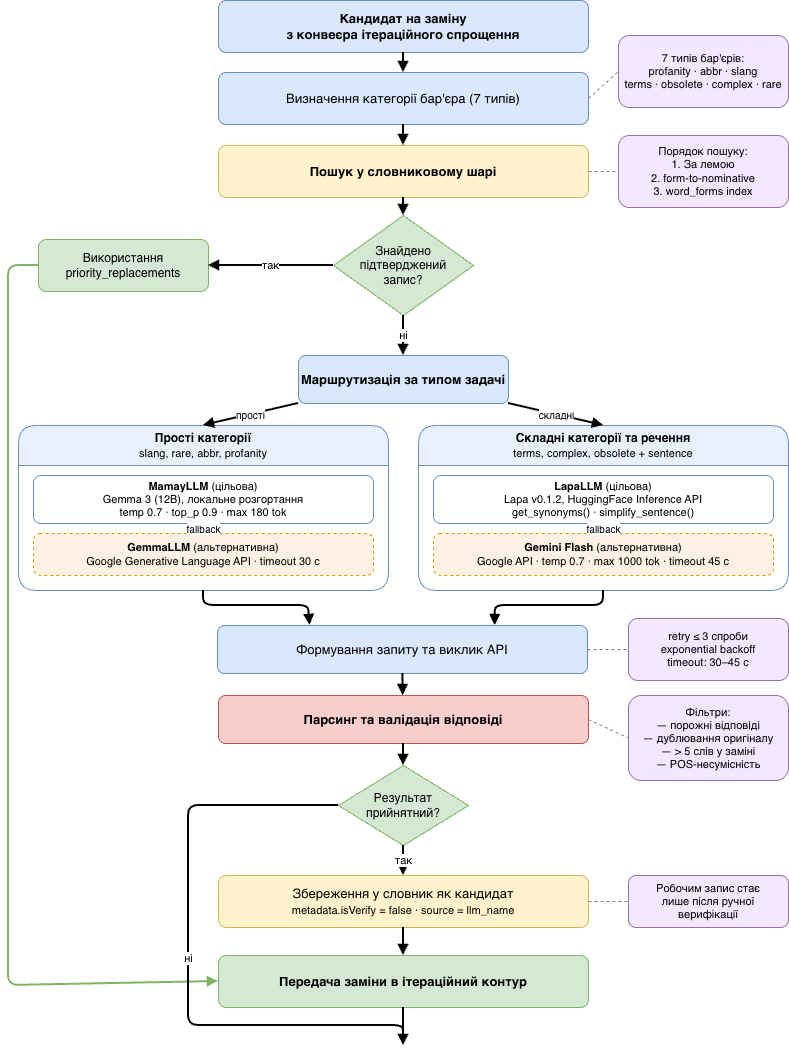 Кандидат на заміну
з конвеєра ітераційного спрощення
7 типів бар'єрів:
profanity · abbr · slang
terms · obsolete · complex · rare
Визначення категорії бар'єра (7 типів)
Порядок пошуку:
1. За лемою
2. form-to-nominative
3. word_forms index
Пошук у словниковому шарі
Знайдено
підтверджений
запис?
так
Використання
priority_replacements
ні
Маршрутизація за типом задачі
прості
складні
Прості категорії
slang, rare, abbr, profanity
MamayLLM (цільова)
Gemma 3 (12B), локальне розгортання
temp 0.7 · top_p 0.9 · max 180 tok
fallback
GemmaLLM (альтернативна)
Google Generative Language API · timeout 30 с
Складні категорії та речення
terms, complex, obsolete + sentence
LapaLLM (цільова)
Lapa v0.1.2, HuggingFace Inference API
get_synonyms() · simplify_sentence()
fallback
Gemini Flash (альтернативна)
Google API · temp 0.7 · max 1000 tok · timeout 45 с
Формування запиту та виклик API
retry ≤ 3 спроби
exponential backoff
timeout: 30–45 с
Парсинг та валідація відповіді
Фільтри:
— порожні відповіді
— дублювання оригіналу
— > 5 слів у заміні
— POS-несумісність
Результат
прийнятний?
так
Збереження у словник як кандидат
metadata.isVerify = false · source = llm_name
Робочим запис стає
лише після ручної
верифікації
ні
Передача заміни в ітераційний контур